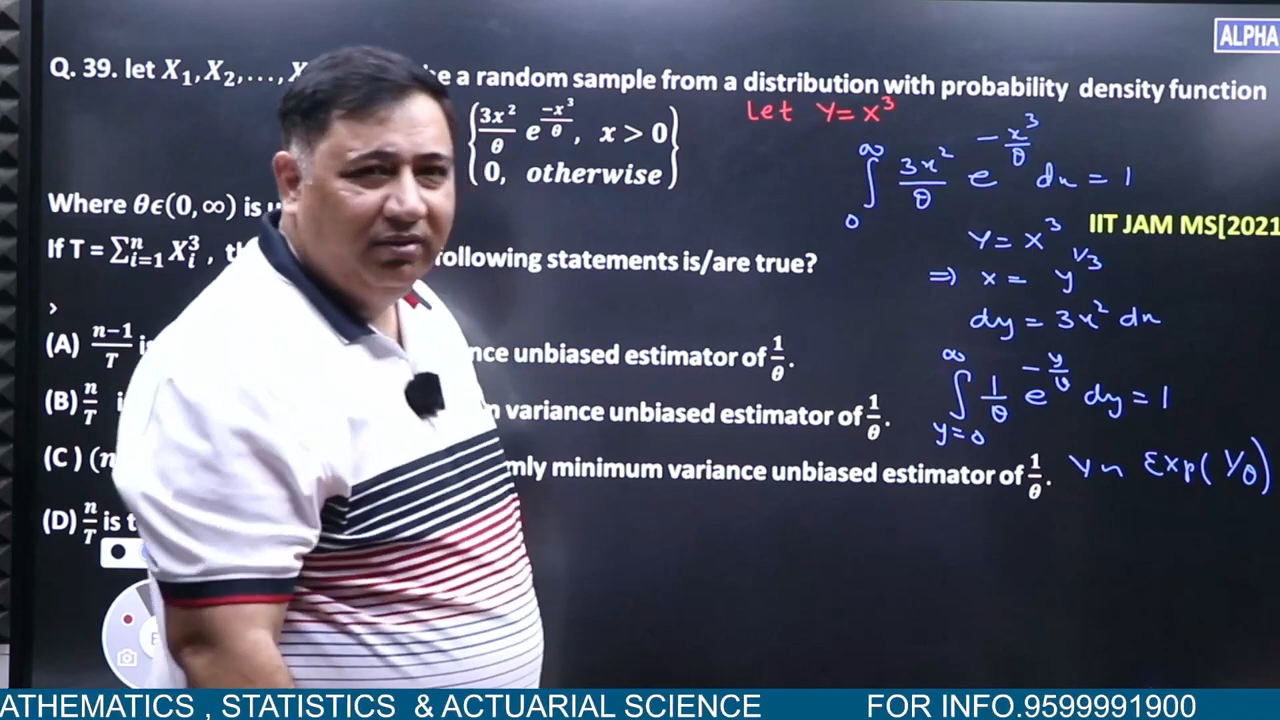 ALPHA
Q. 39. let X₁, X₂, …, X e a random sample from a distribution with probability density function
{3x²/θ e^(-x³/θ), x > 0
0, otherwise}
Let Y = x³
∫₀^∞ 3x²/θ e^(-x³/θ) dx = 1
Where θϵ(0, ∞) is
IIT JAM MS[2021
Y = x³
If T = ∑ᵢ₌₁ⁿ Xᵢ³ , ollowing statements is/are true?
⇒ x = y^(1/3)
dy = 3x² dx
(A) (n−1)/T nce unbiased estimator of 1/θ.
∫_(y=0)^∞ 1/θ e^(-y/θ) dy = 1
(B) n/T variance unbiased estimator of 1/θ.
(C) (n mly minimum variance unbiased estimator of 1/θ.
Y ~ Exp(1/θ)
(D) n/T is t
ATHEMATICS , STATISTICS & ACTUARIAL SCIENCE FOR INFO.9599991900